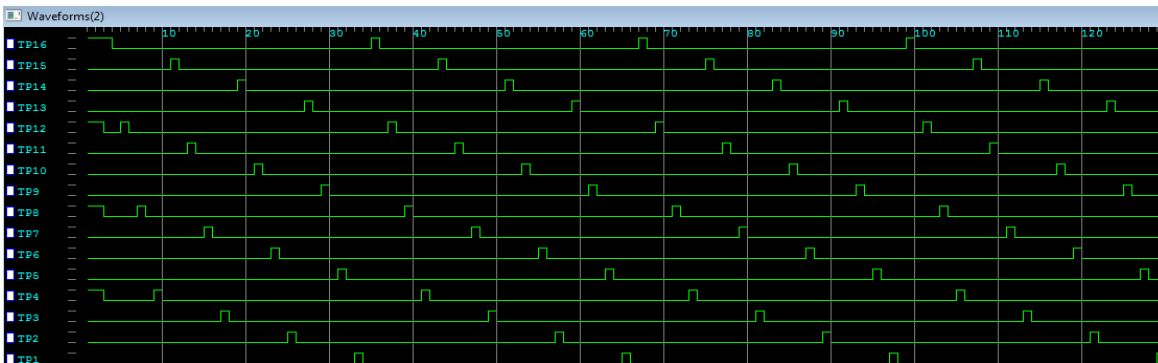 Waveforms(2)
10 20 30 40 50 60 70 80 90 100 110 120
TP16
TP15
TP14
TP13
TP12
TP11
TP10
TP9
TP8
TP7
TP6
TP5
TP4
TP3
TP2
TP1